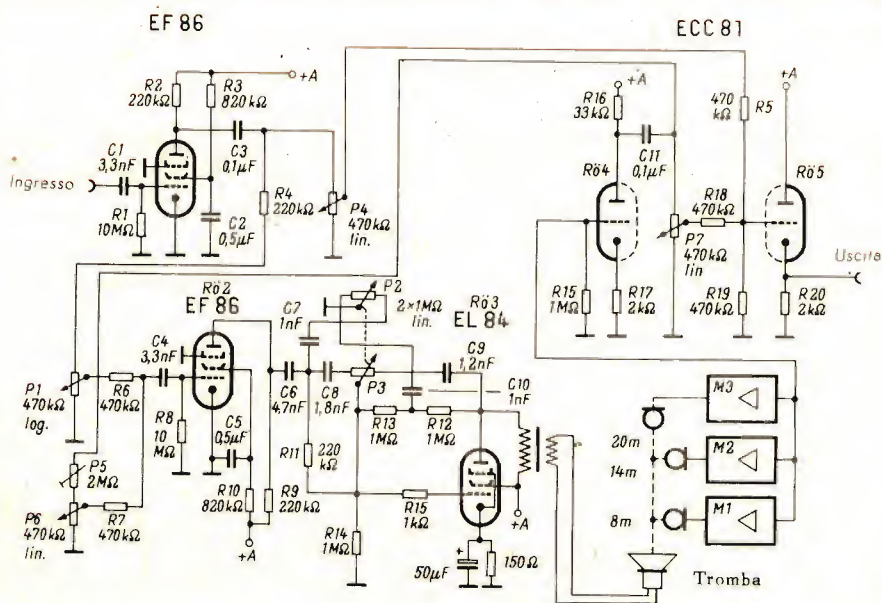 EF 86
ECC 81
R2
220kΩ
R3
820kΩ
+A
C1
3,3nF
Ingresso
R1
10MΩ
C3
0,1µF
C2
0,5µF
R4
220kΩ
P4
470kΩ
lin.
+A
R16
33kΩ
C11
0,1µF
Rö4
R15
1MΩ
R17
2kΩ
R18
470kΩ
P7
470kΩ
lin
470
kΩ
R5
R19
470kΩ
+A
Rö5
Uscita
R20
2kΩ
Rö2
EF 86
C4
3,3nF
P1
470kΩ
log.
R6
470kΩ
R8
10
MΩ
C5
0,5µF
P5
2MΩ
P6
470kΩ
lin.
R7
470kΩ
R10
820kΩ
R9
220kΩ
+A
C7
1nF
P2
2×1MΩ
lin.
P3
C6
4,7nF
C8
1,8nF
C9
1,2nF
C10
1nF
Rö3
EL 84
R13
1MΩ
R12
1MΩ
R11
220
kΩ
R15
1kΩ
R14
1MΩ
50µF
+
150Ω
+A
M3
20m
M2
14m
M1
8m
Tromba